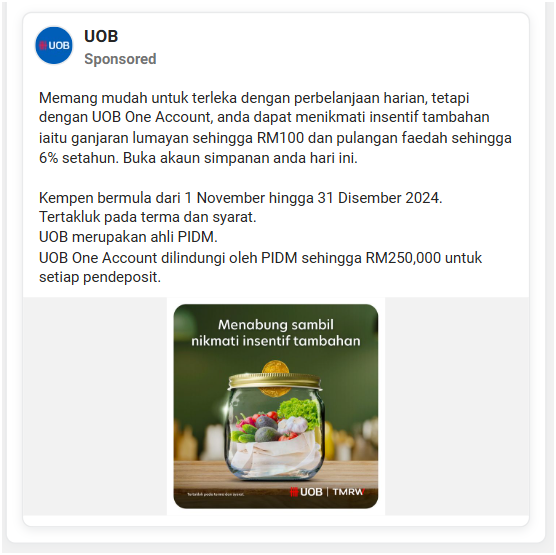 UOB
UOB
Sponsored
Memang mudah untuk terleka dengan perbelanjaan harian, tetapi
dengan UOB One Account, anda dapat menikmati insentif tambahan
iaitu ganjaran lumayan sehingga RM100 dan pulangan faedah sehingga
6% setahun. Buka akaun simpanan anda hari ini.
Kempen bermula dari 1 November hingga 31 Disember 2024.
Tertakluk pada terma dan syarat.
UOB merupakan ahli PIDM.
UOB One Account dilindungi oleh PIDM sehingga RM250,000 untuk
setiap pendeposit.
Menabung sambil
nikmati insentif tambahan
Tertakluk pada terma dan syarat.
UOB | TMRW